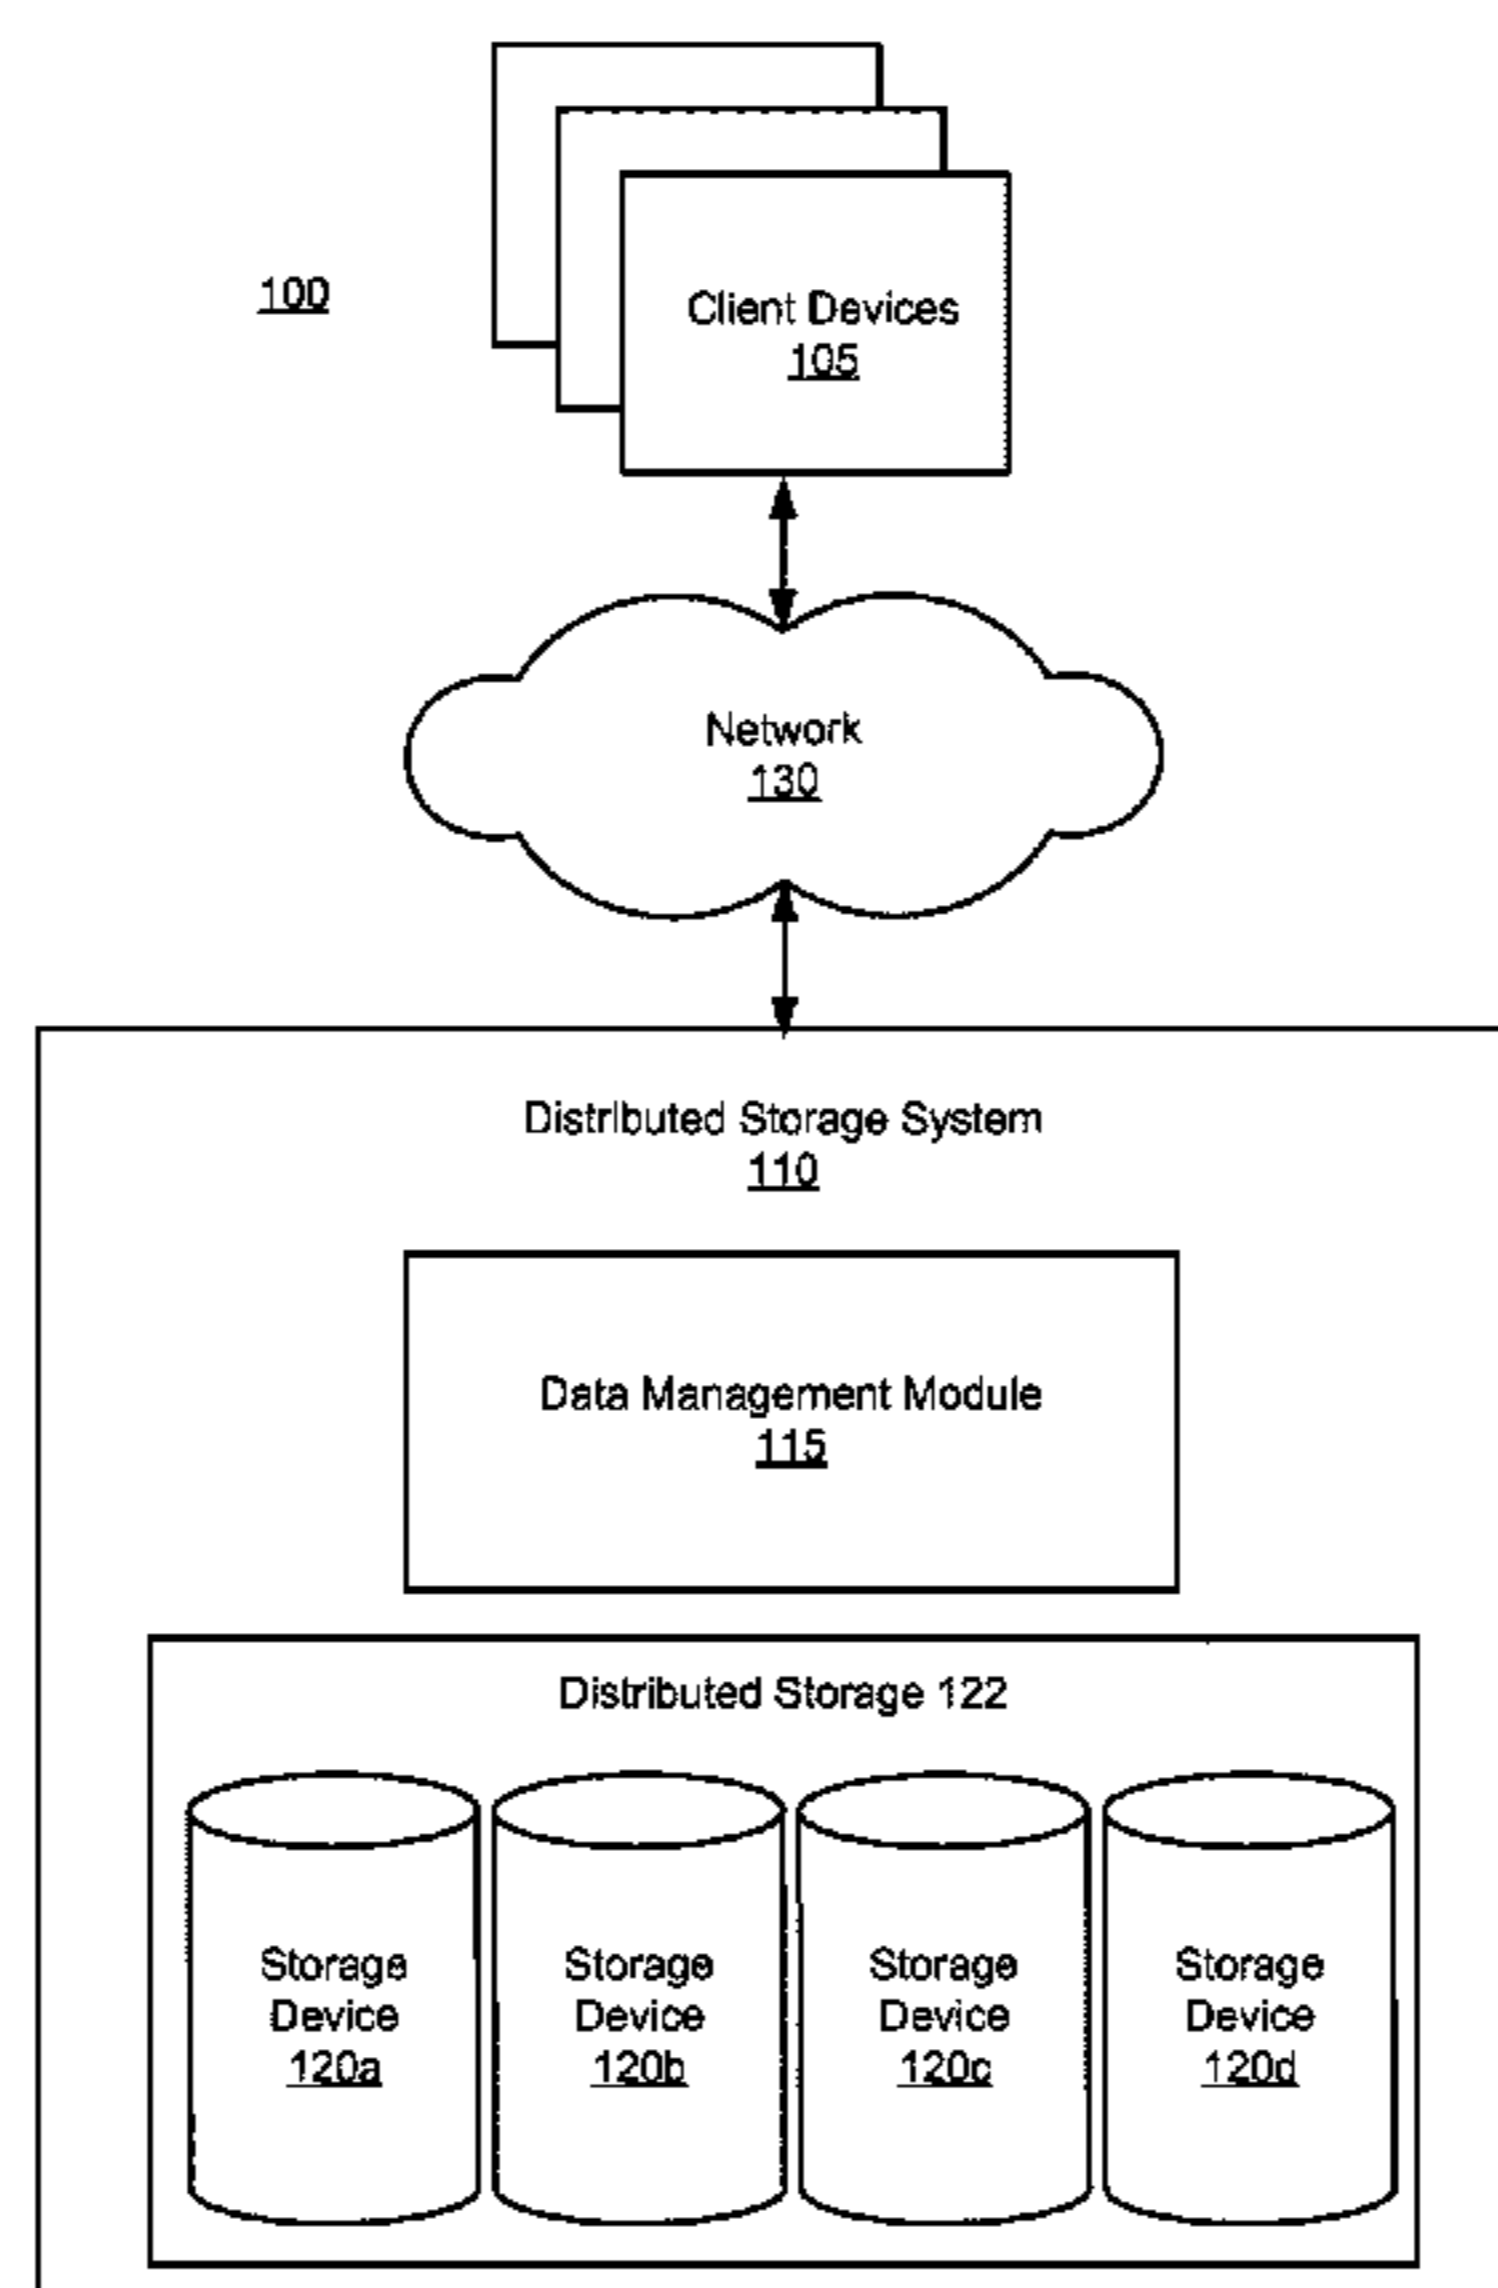 100
Client Devices
105
Network
130
Distributed Storage System
110
Data Management Module
115
Distributed Storage 122
Storage
Device
120a
Storage
Device
120b
Storage
Device
120c
Storage
Device
120d